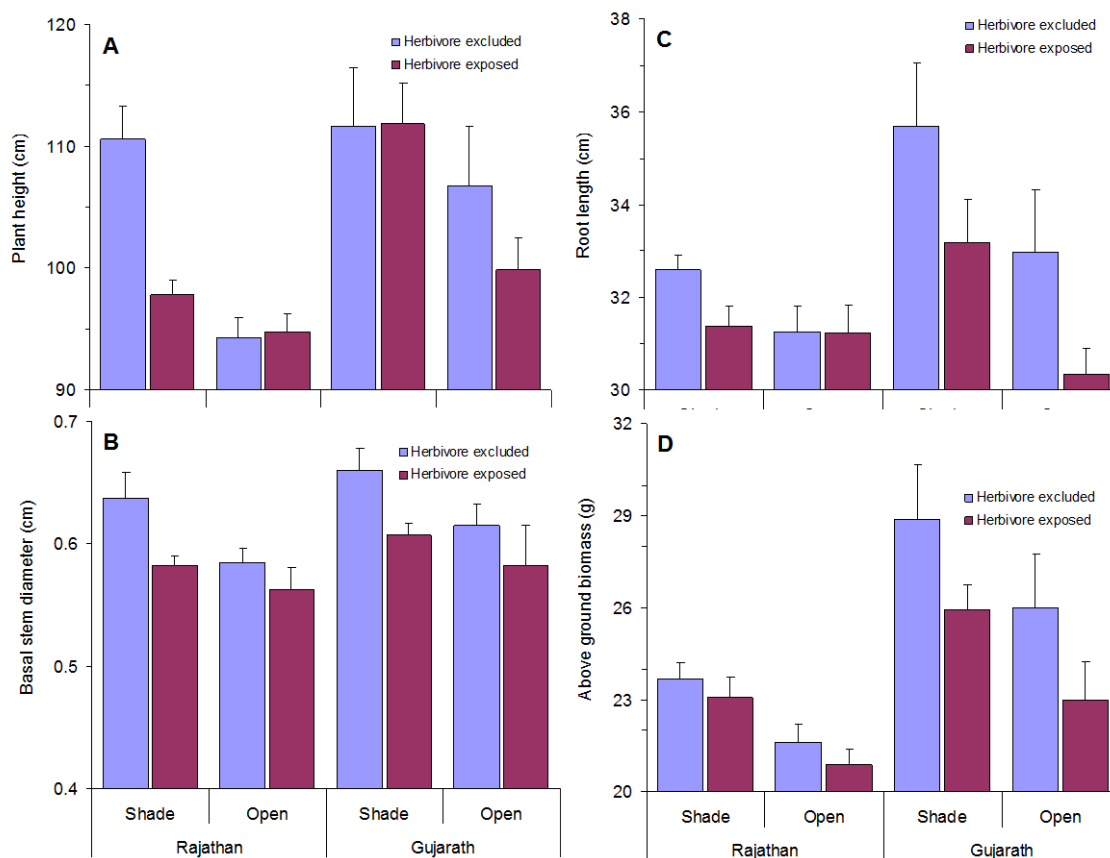 A
Herbivore excluded
Herbivore exposed
Plant height (cm)
120
110
100
90
C
Herbivore excluded
Herbivore exposed
Root length (cm)
38
36
34
32
30
B
Herbivore excluded
Herbivore exposed
Basal stem diameter (cm)
0.7
0.6
0.5
0.4
Shade Open Shade Open
Rajathan Gujarath
D
Herbivore excluded
Herbivore exposed
Above ground biomass (g)
32
29
26
23
20
Shade Open Shade Open
Rajathan Gujarath